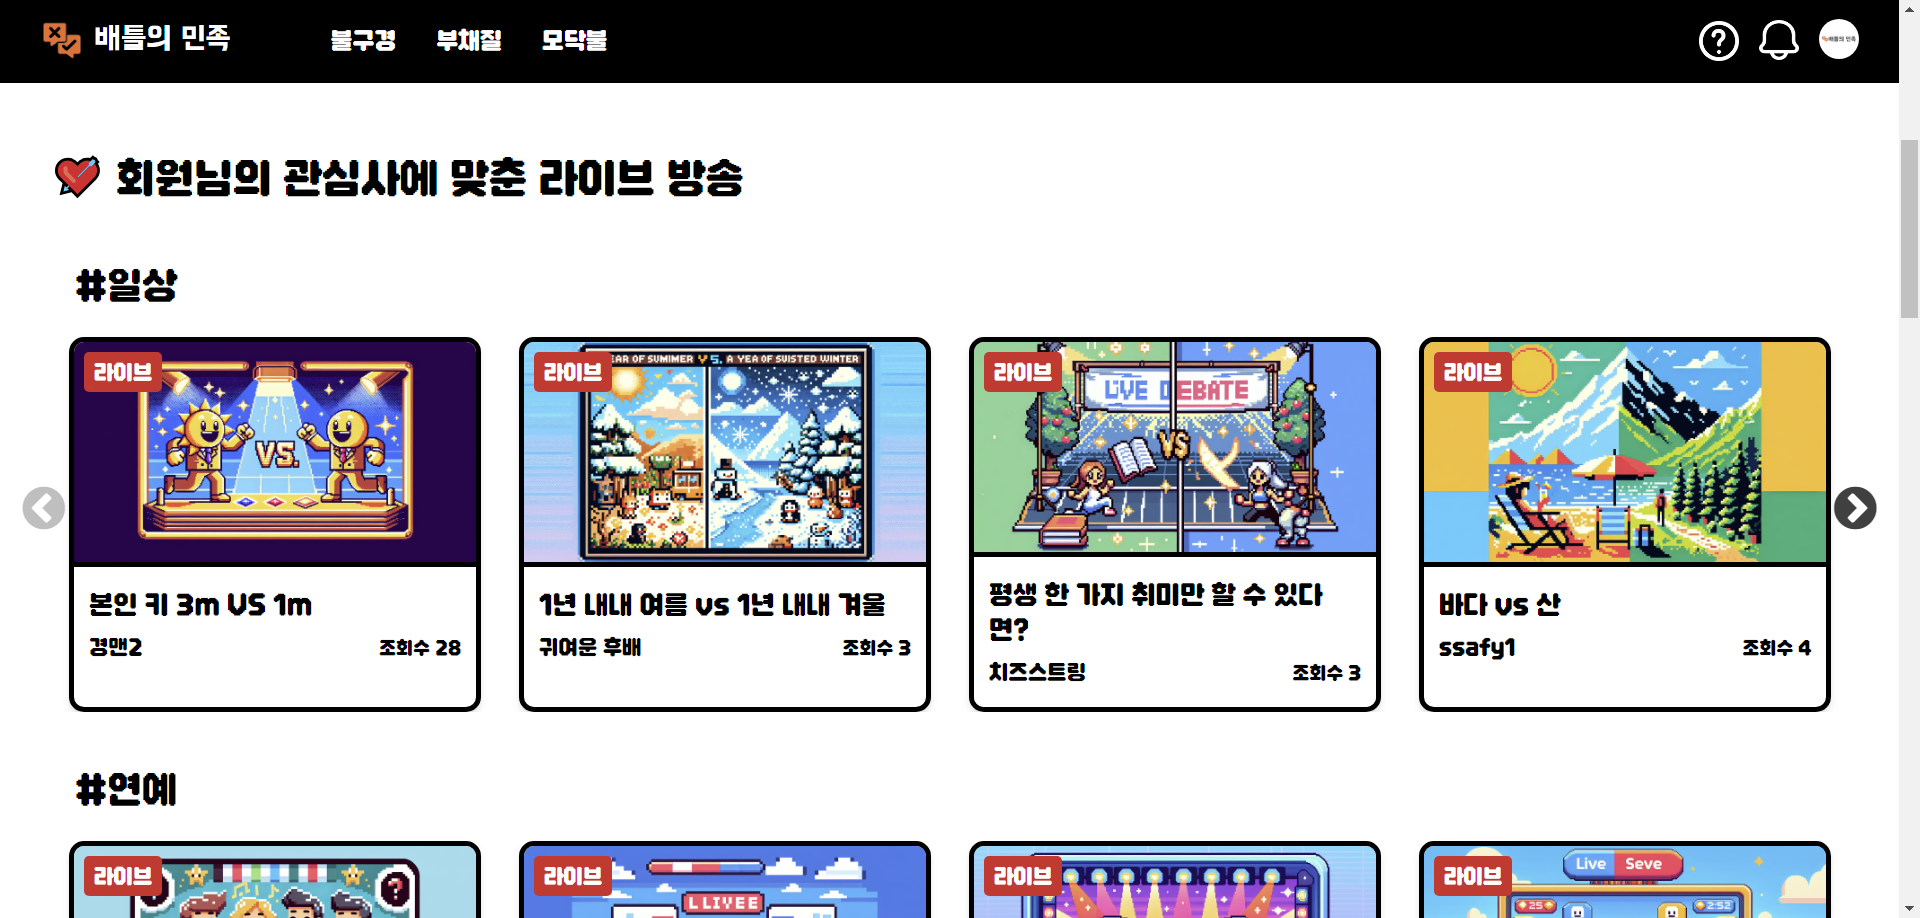 배틀의 민족 불구경 부채질 모닥불
배틀의 민족
회원님의 관심사에 맞춘 라이브 방송
#일상
라이브 라이브 라이브 라이브
VS.
EAR OF SUMIMER V S. A YEA OF SUISTED WINTER
LIVE DEBATE
VS
본인 키 3m VS 1m
경맨2 조회수 28
1년 내내 여름 vs 1년 내내 겨울
귀여운 후배 조회수 3
평생 한 가지 취미만 할 수 있다
면?
치즈스트링 조회수 3
바다 vs 산
ssafy1 조회수 4
#연예
라이브 라이브 라이브 라이브
?
LLIVEE
Live Seve
25 2:52